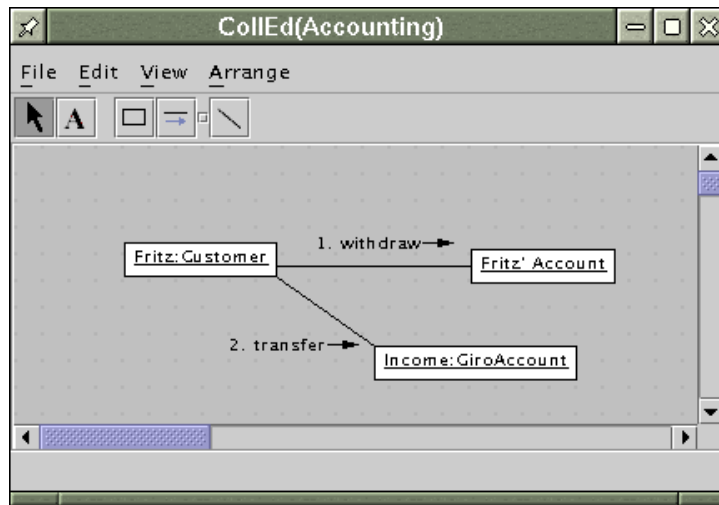 CollEd(Accounting)
File Edit View Arrange
A
1. withdraw
Fritz:Customer
Fritz' Account
2. transfer
Income:GiroAccount